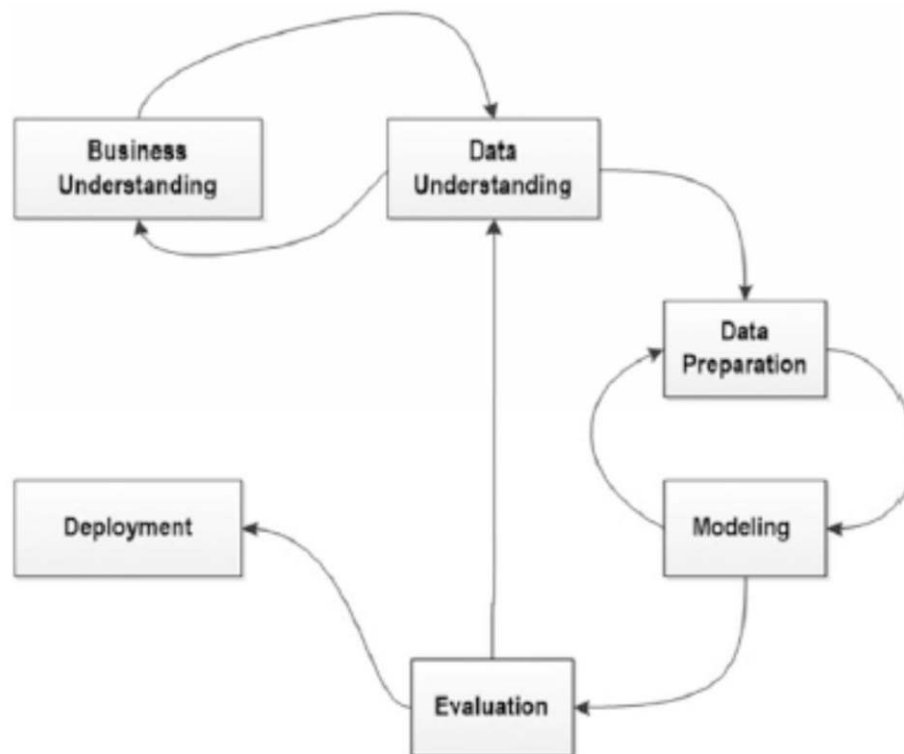 Business
Understanding
Data
Understanding
Data
Preparation
Deployment
Modeling
Evaluation